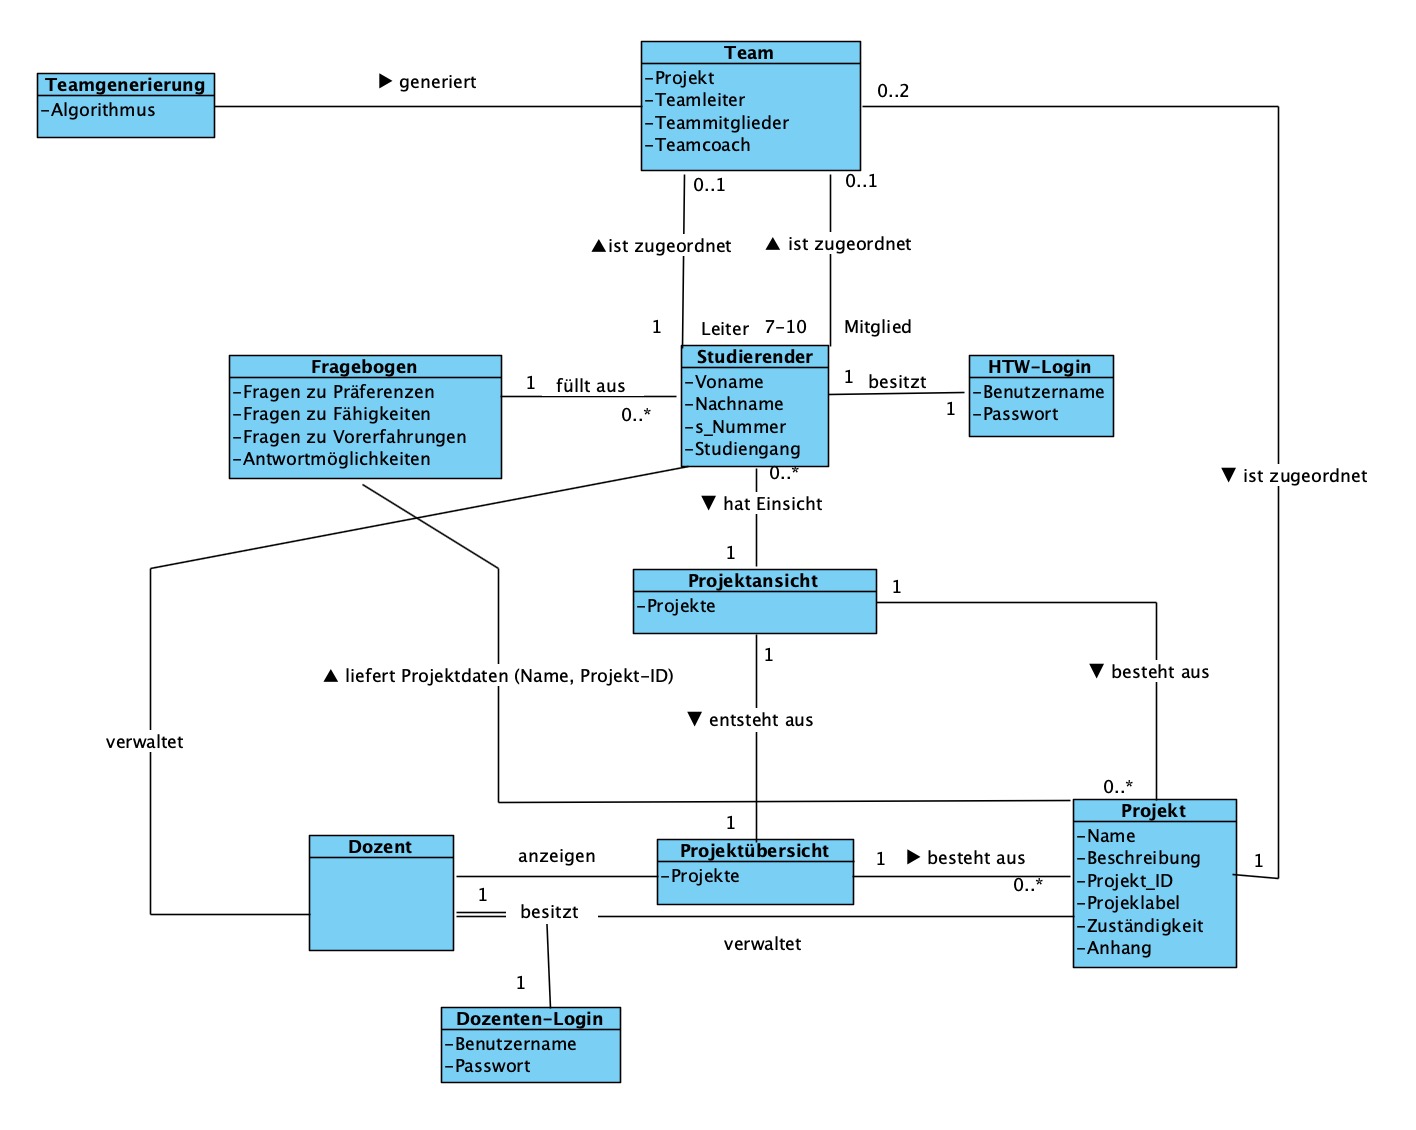 Team
-Projekt
-Teamleiter
-Teammitglieder
-Teamcoach
Teamgenerierung
-Algorithmus
▶ generiert
0..2
0..1
0..1
▲ist zugeordnet
▲ ist zugeordnet
1
Leiter
7-10
Mitglied
Fragebogen
-Fragen zu Präferenzen
-Fragen zu Fähigkeiten
-Fragen zu Vorerfahrungen
-Antwortmöglichkeiten
1
füllt aus
0..*
Studierender
-Voname
-Nachname
-s_Nummer
-Studiengang
1
besitzt
1
HTW-Login
-Benutzername
-Passwort
0..*
▼ hat Einsicht
1
▼ ist zugeordnet
Projektansicht
-Projekte
1
1
▼ besteht aus
▲ liefert Projektdaten (Name, Projekt-ID)
▼ entsteht aus
verwaltet
0..*
1
Projekt
-Name
-Beschreibung
-Projekt_ID
-Projeklabel
-Zuständigkeit
-Anhang
1
Dozent
anzeigen
Projektübersicht
-Projekte
1
▶ besteht aus
0..*
1
besitzt
verwaltet
1
Dozenten-Login
-Benutzername
-Passwort